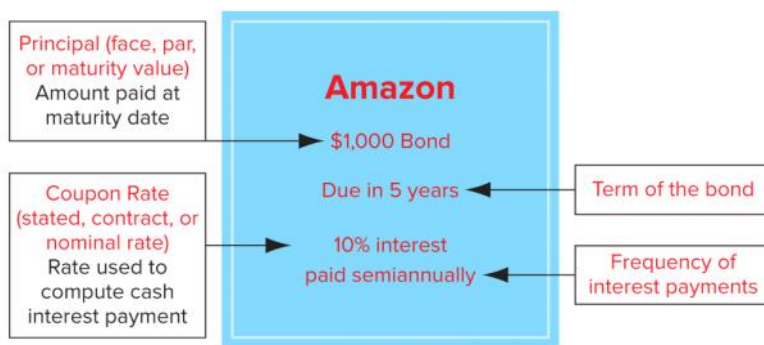 Principal (face, par,
or maturity value)
Amount paid at
maturity date
Amazon
$1,000 Bond
Due in 5 years
Term of the bond
Coupon Rate
(stated, contract, or
nominal rate)
Rate used to
compute cash
interest payment
10% interest
paid semiannually
Frequency of
interest payments